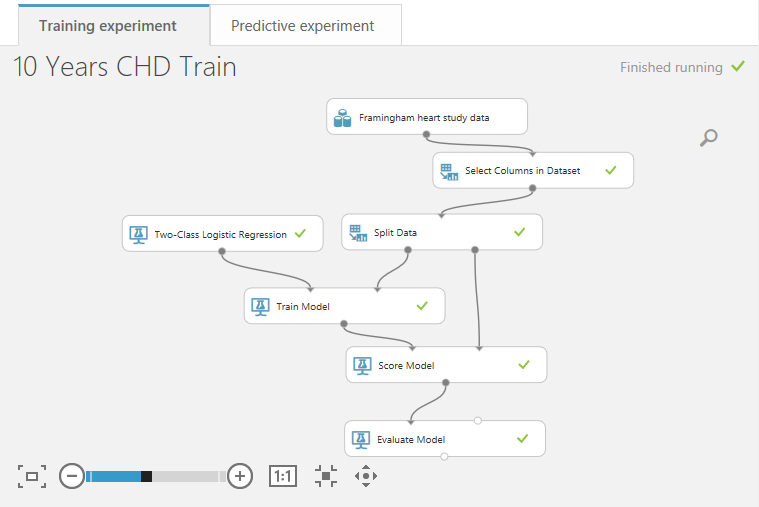 Training experiment
Predictive experiment
10 Years CHD Train
Finished running
Framingham heart study data
Select Columns in Dataset
Two-Class Logistic Regression
Split Data
Train Model
Score Model
Evaluate Model
1:1